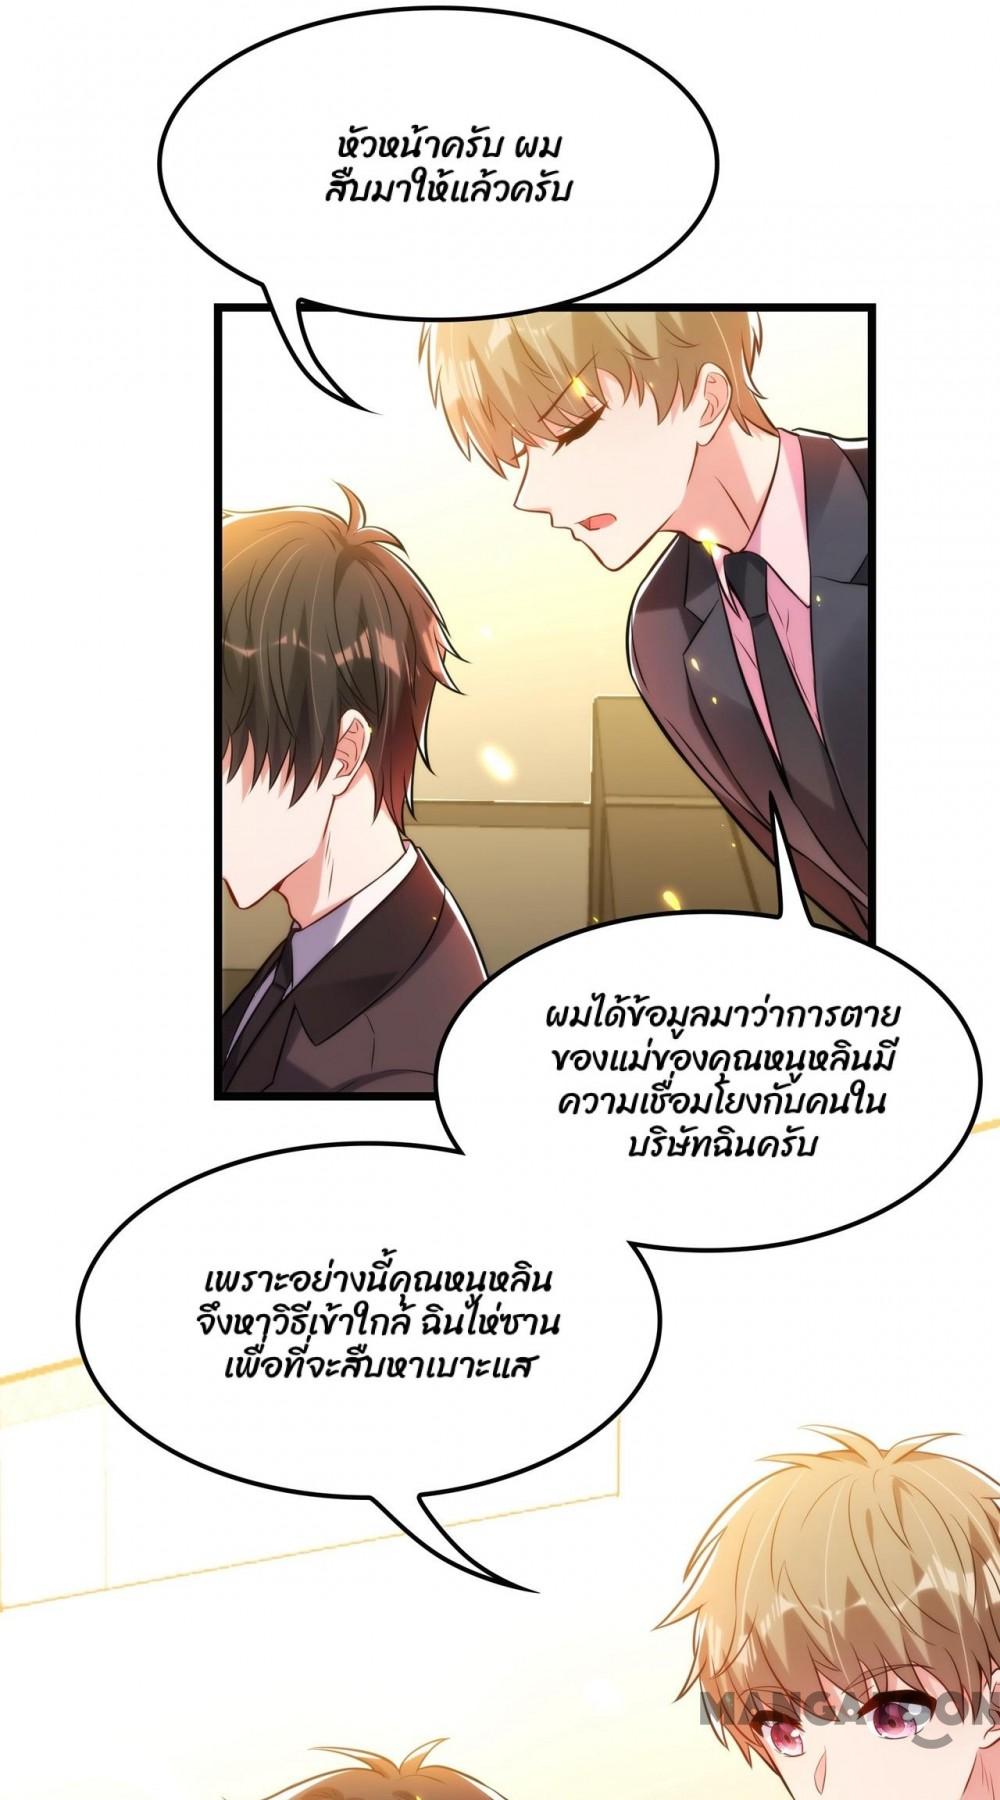 หัวหน้าครับ ผม
สืบมาให้แล้วครับ
ผมได้ข้อมูลมาว่าการตาย
ของแม่ของคุณหนูหลินมี
ความเชื่อมโยงกับคนใน
บริษัทฉินครับ
เพราะอย่างนี้คุณหนูหลิน
จึงหาวิธีเข้าใกล้ ฉินไห่ซาน
เพื่อที่จะสืบหาเบาะแส
MANGATOON